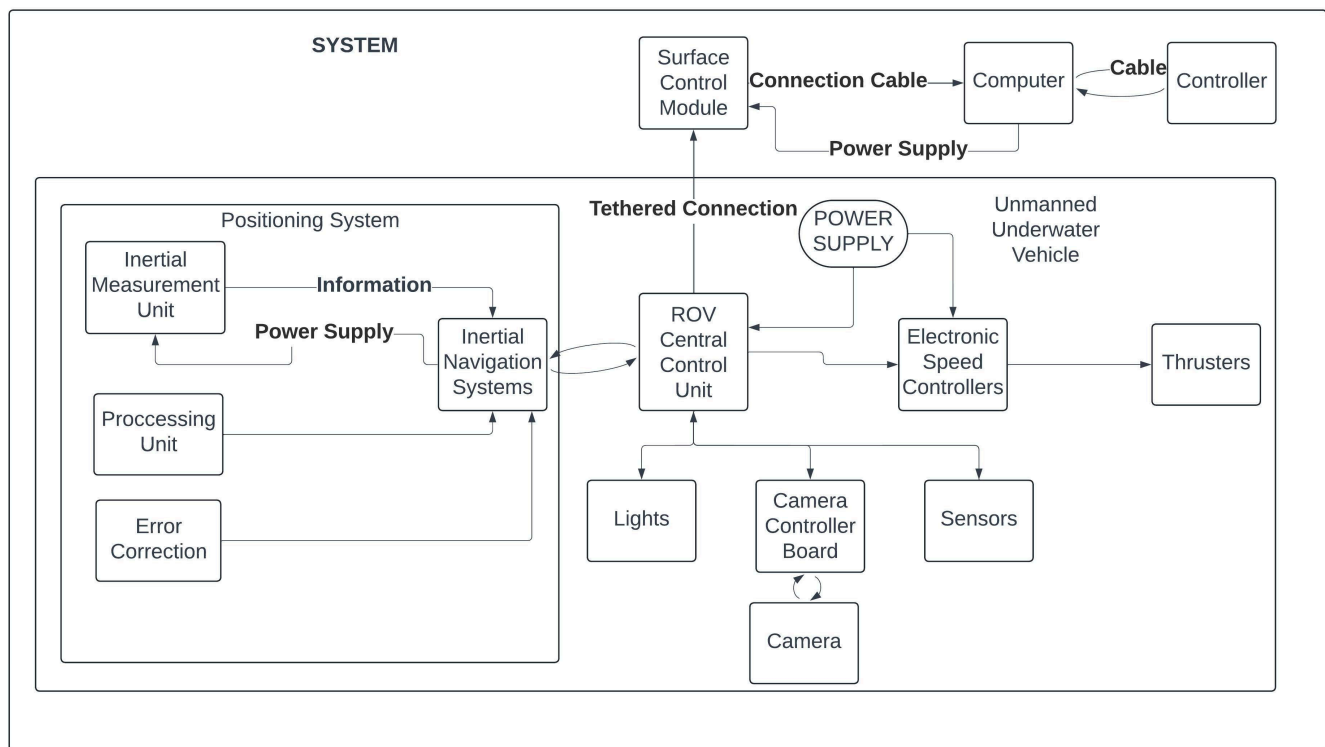 SYSTEM
Surface
Control
Module
Connection Cable
Computer
Cable
Controller
Power Supply
Tethered Connection
POWER
SUPPLY
Unmanned
Underwater
Vehicle
Positioning System
Inertial
Measurement
Unit
Information
Power Supply
Inertial
Navigation
Systems
ROV
Central
Control
Unit
Electronic
Speed
Controllers
Thrusters
Proccessing
Unit
Error
Correction
Lights
Camera
Controller
Board
Sensors
Camera